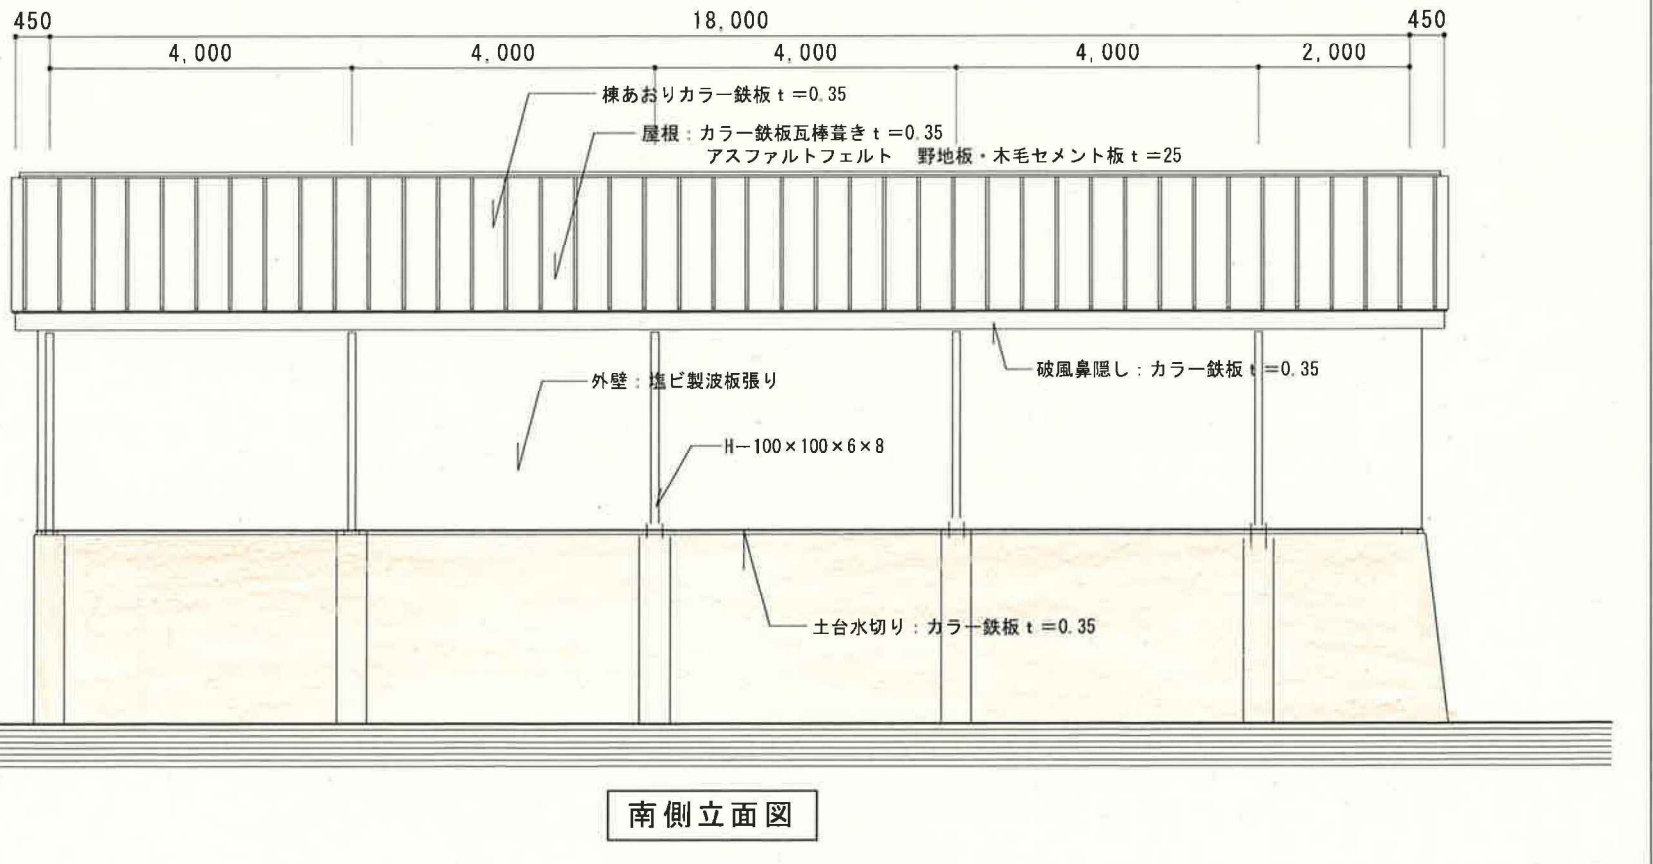 450 18,000 450
4,000 4,000 4,000 4,000 2,000
棟あおりカラー鉄板ｔ＝0.35
屋根：カラー鉄板瓦棒葺きｔ＝0.35
アスファルトフェルト　野地板・木毛セメント板ｔ＝25
破風鼻隠し：カラー鉄板ｔ＝0.35
外壁：塩ビ製波板張り
H－100×100×6×8
土台水切り：カラー鉄板ｔ＝0.35
南側立面図